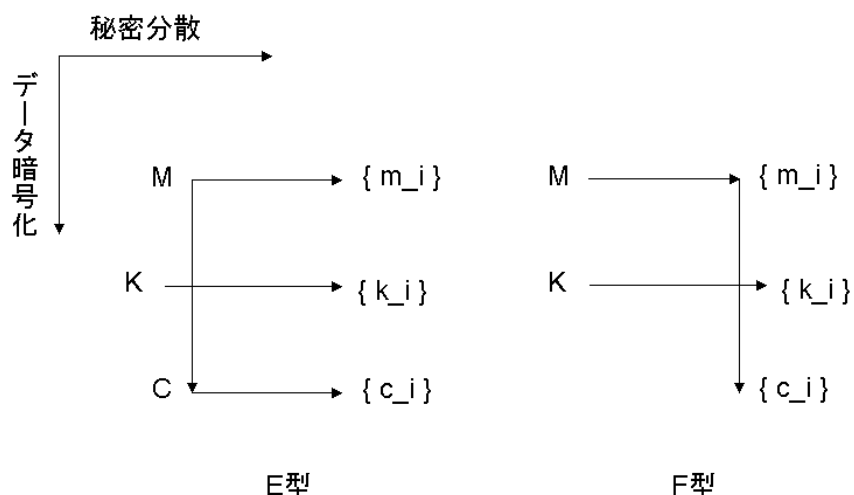 秘密分散
データ暗号化
M { m_i } M { m_i }
K { k_i } K { k_i }
C { c_i } { c_i }
E型 F型